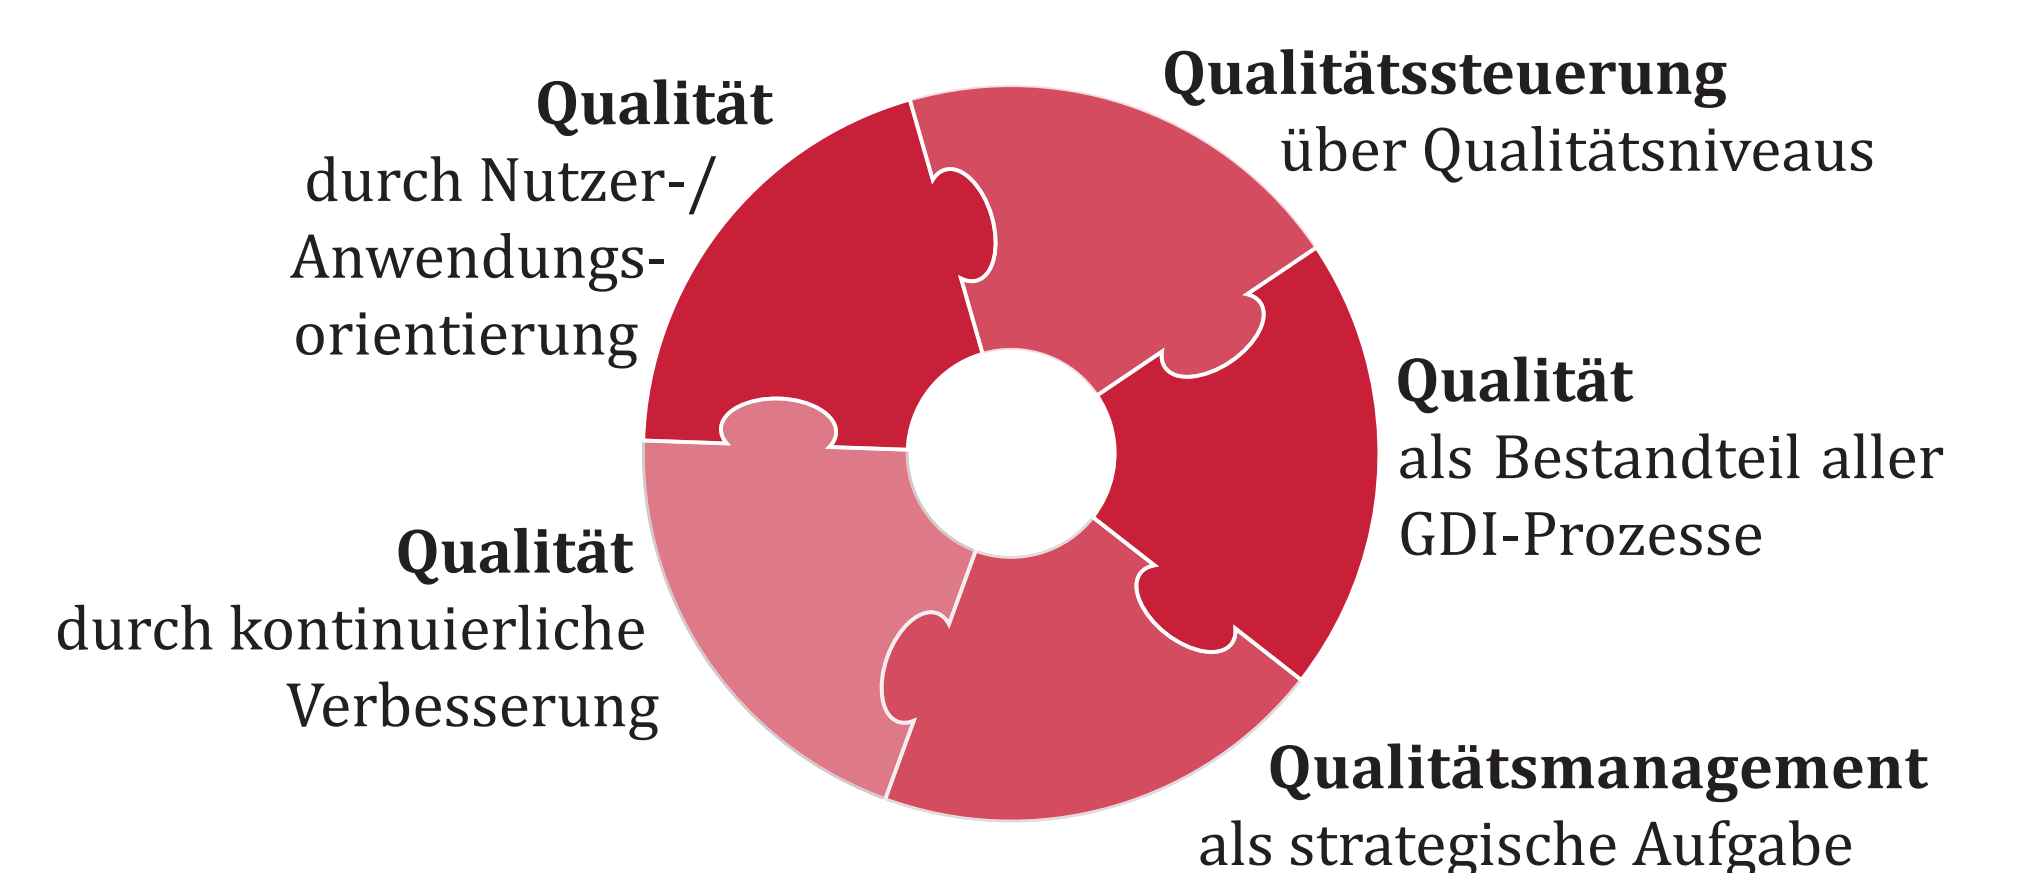 Qualität
durch Nutzer-/
Anwendungs-
orientierung
Qualitätssteuerung
über Qualitätsniveaus
Qualität
als Bestandteil aller
GDI-Prozesse
Qualitätsmanagement
als strategische Aufgabe
Qualität
durch kontinuierliche
Verbesserung